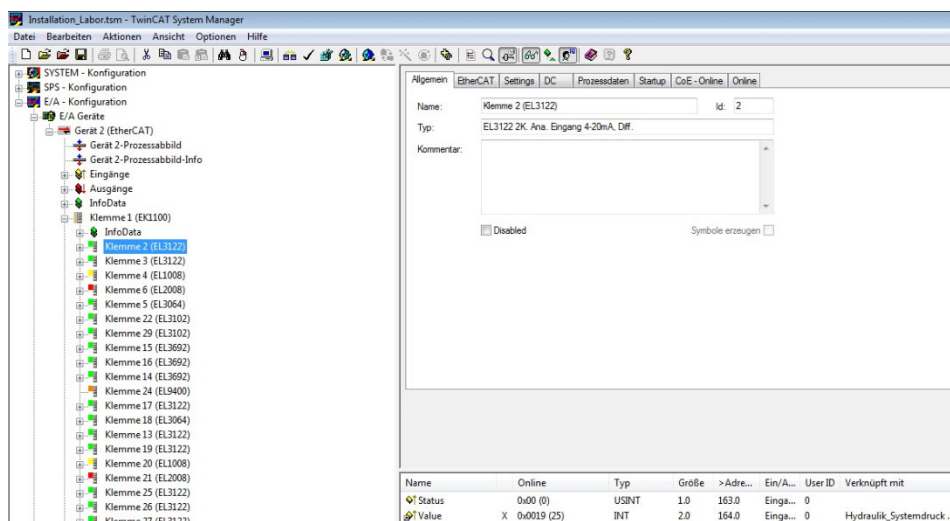 Installation_Labor.tsm - TwinCAT System Manager
Datei Bearbeiten Aktionen Ansicht Optionen Hilfe
SYSTEM - Konfiguration
SPS - Konfiguration
E/A - Konfiguration
E/A Geräte
Gerät 2 (EtherCAT)
Gerät 2-Prozessabbild
Gerät 2-Prozessabbild-Info
Eingänge
Ausgänge
InfoData
Klemme 1 (EK1100)
InfoData
Klemme 2 (EL3122)
Klemme 3 (EL3122)
Klemme 4 (EL1008)
Klemme 6 (EL2008)
Klemme 5 (EL3064)
Klemme 22 (EL3102)
Klemme 29 (EL3102)
Klemme 15 (EL3692)
Klemme 16 (EL3692)
Klemme 14 (EL3692)
Klemme 24 (EL9400)
Klemme 17 (EL3122)
Klemme 18 (EL3064)
Klemme 13 (EL3122)
Klemme 19 (EL3122)
Klemme 20 (EL1008)
Klemme 21 (EL2008)
Klemme 25 (EL3122)
Klemme 26 (EL3122)
Klemme 27 (EL3122)
Allgemein EtherCAT Settings DC Prozessdaten Startup CoE - Online Online
Name: Klemme 2 (EL3122) Id: 2
Typ: EL3122 2K. Ana. Eingang 4-20mA, Diff.
Kommentar:
Disabled Symbole erzeugen
Name Online Typ Größe >Adre... Ein/A... User ID Verknüpft mit
Status 0x00 (0) USINT 1.0 163.0 Einga... 0
Value X 0x0019 (25) INT 2.0 164.0 Einga... 0 Hydraulik_Systemdruck .